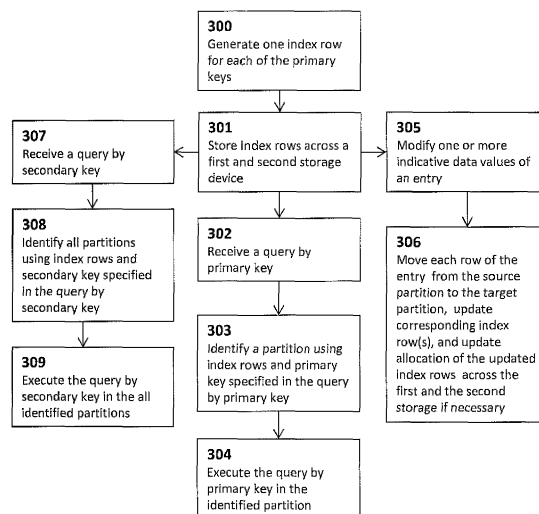 300
Generate one index row
for each of the primary
keys
307
Receive a query by
secondary key
301
Store Index rows across a
first and second storage
device
305
Modify one or more
indicative data values of
an entry
308
Identify all partitions
using index rows and
secondary key specified
in the query by
secondary key
302
Receive a query by
primary key
306
Move each row of the
entry from the source
partition to the target
partition, update
corresponding index
row(s), and update
allocation of the updated
index rows across the
first and the second
storage if necessary
309
Execute the query by
secondary key in the all
identified partitions
303
Identify a partition using
index rows and primary
key specified in the query
by primary key
304
Execute the query by
primary key in the
identified partition